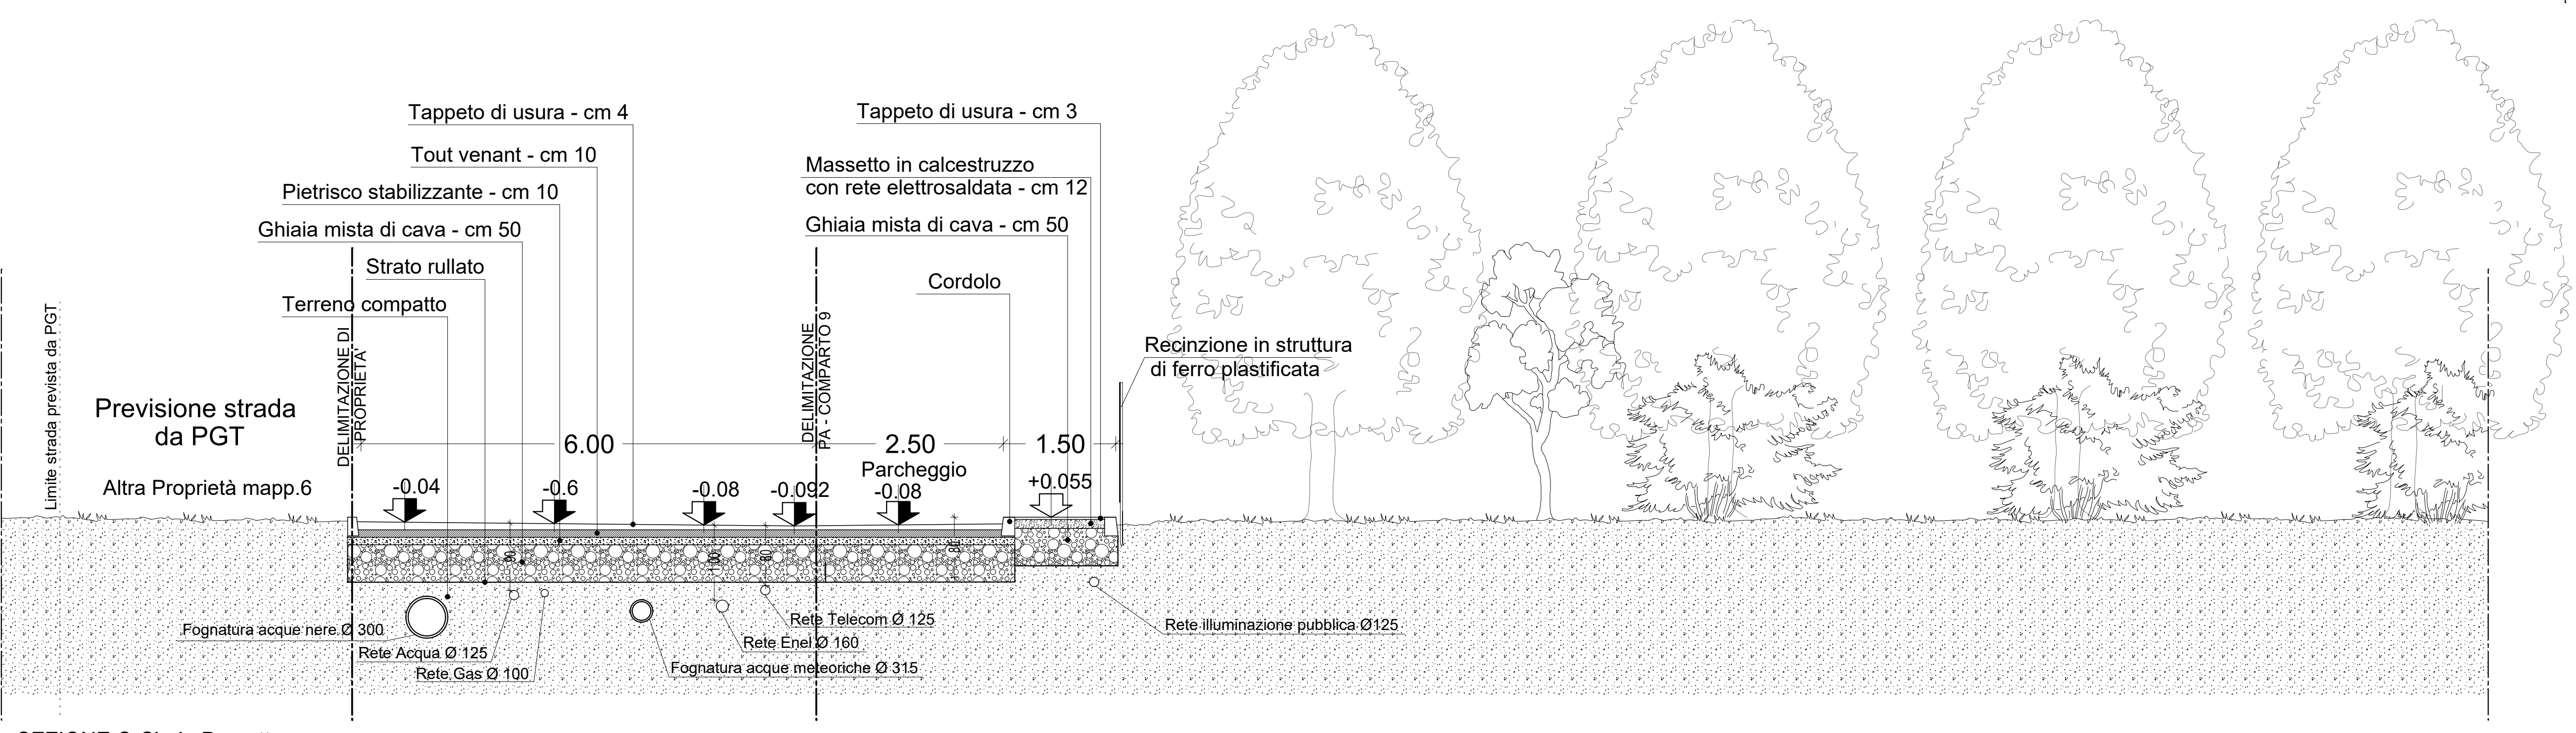 Tappeto di usura - cm 4
Tout venant - cm 10
Pietrisco stabilizzante - cm 10
Ghiaia mista di cava - cm 50
Strato rullato
Terreno compatto
Tappeto di usura - cm 3
Massetto in calcestruzzo
con rete elettrosaldata - cm 12
Ghiaia mista di cava - cm 50
Cordolo
Recinzione in struttura
di ferro plastificata
Limite strada prevista da PGT
Previsione strada
da PGT
Altra Proprietà mapp.6
DELIMITAZIONE DI
PROPRIETA'
DELIMITAZIONE
PA - COMPARTO 9
6.00
2.50
1.50
Parcheggio
-0.04
-0.6
-0.08
-0.092
-0.08
+0.055
90
100
80
80
Fognatura acque nere Ø 300
Rete Acqua Ø 125
Rete Gas Ø 100
Rete Telecom Ø 125
Rete Enel Ø 160
Fognatura acque meteoriche Ø 315
Rete illuminazione pubblica Ø125